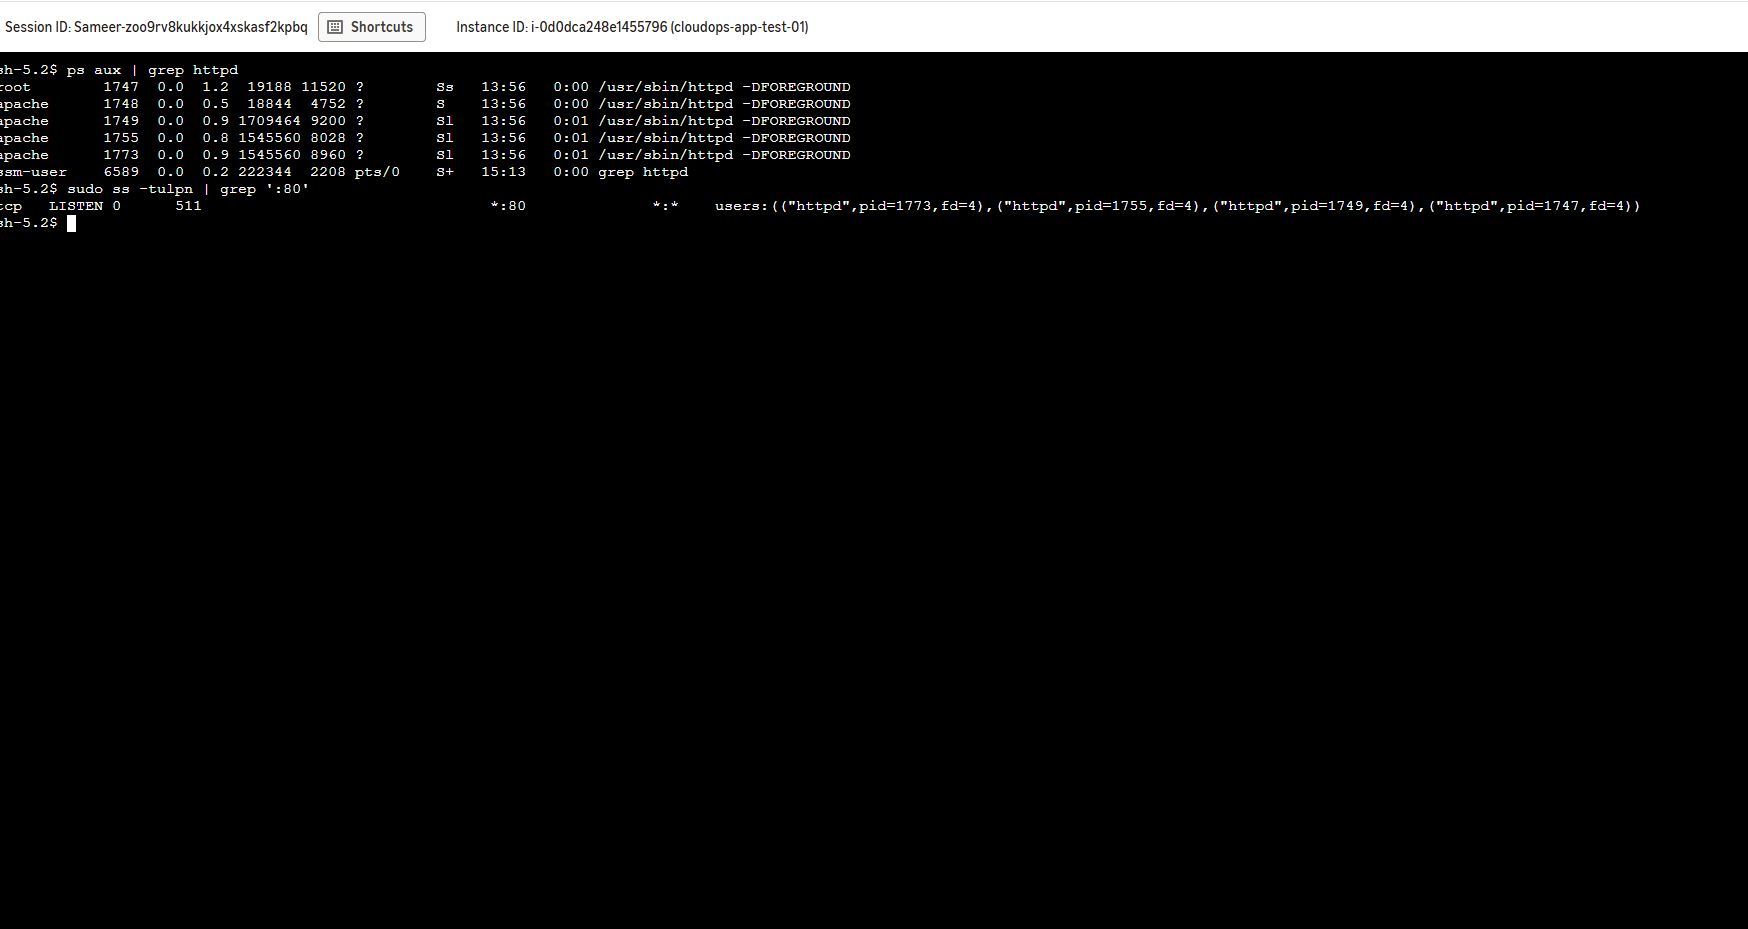 Session ID: Sameer-zoo9rv8kukkjox4xskasf2kpbq Shortcuts Instance ID: i-0d0dca248e1455796 (cloudops-app-test-01)
sh-5.2$ ps aux | grep httpd
root 1747 0.0 1.2 19188 11520 ? Ss 13:56 0:00 /usr/sbin/httpd -DFOREGROUND
apache 1748 0.0 0.5 18844 4752 ? S 13:56 0:00 /usr/sbin/httpd -DFOREGROUND
apache 1749 0.0 0.9 1709464 9200 ? Sl 13:56 0:01 /usr/sbin/httpd -DFOREGROUND
apache 1755 0.0 0.8 1545560 8028 ? Sl 13:56 0:01 /usr/sbin/httpd -DFOREGROUND
apache 1773 0.0 0.9 1545560 8960 ? Sl 13:56 0:01 /usr/sbin/httpd -DFOREGROUND
ssm-user 6589 0.0 0.2 222344 2208 pts/0 S+ 15:13 0:00 grep httpd
sh-5.2$ sudo ss -tulpn | grep ':80'
tcp LISTEN 0 511 *:80 *:* users:(("httpd",pid=1773,fd=4),("httpd",pid=1755,fd=4),("httpd",pid=1749,fd=4),("httpd",pid=1747,fd=4))
sh-5.2$